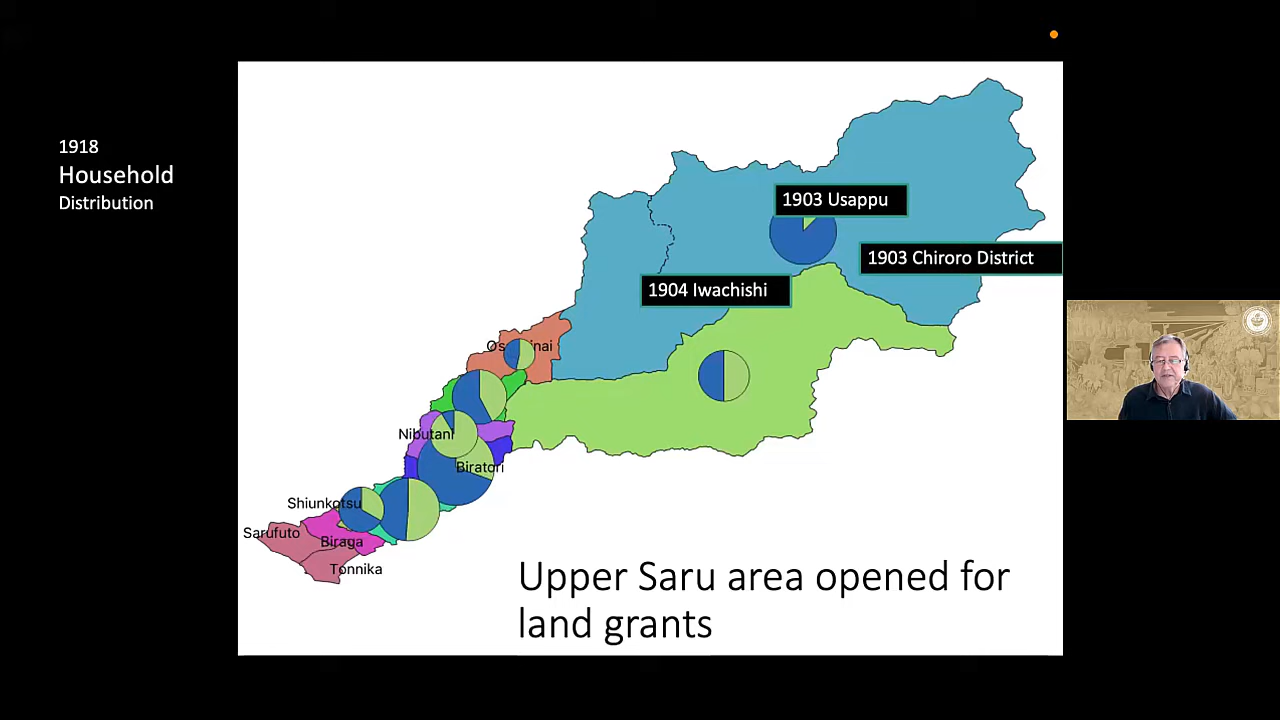 1918
Household
Distribution
1903 Usappu
1903 Chiroro District
1904 Iwachishi
Nibutani
Biratori
Shiunkotsu
Sarufuto
Biraga
Tonnika
Upper Saru area opened for
land grants